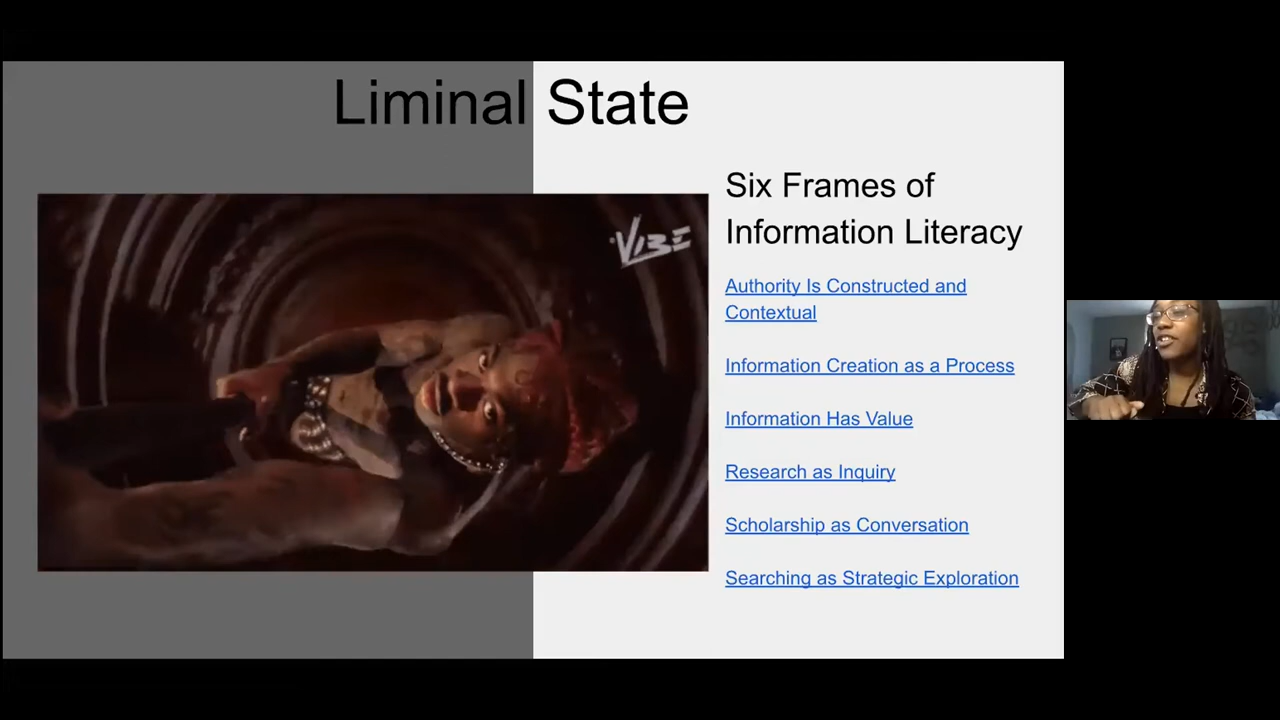 Liminal State
VIBE
Six Frames of
Information Literacy
Authority Is Constructed and
Contextual
Information Creation as a Process
Information Has Value
Research as Inquiry
Scholarship as Conversation
Searching as Strategic Exploration